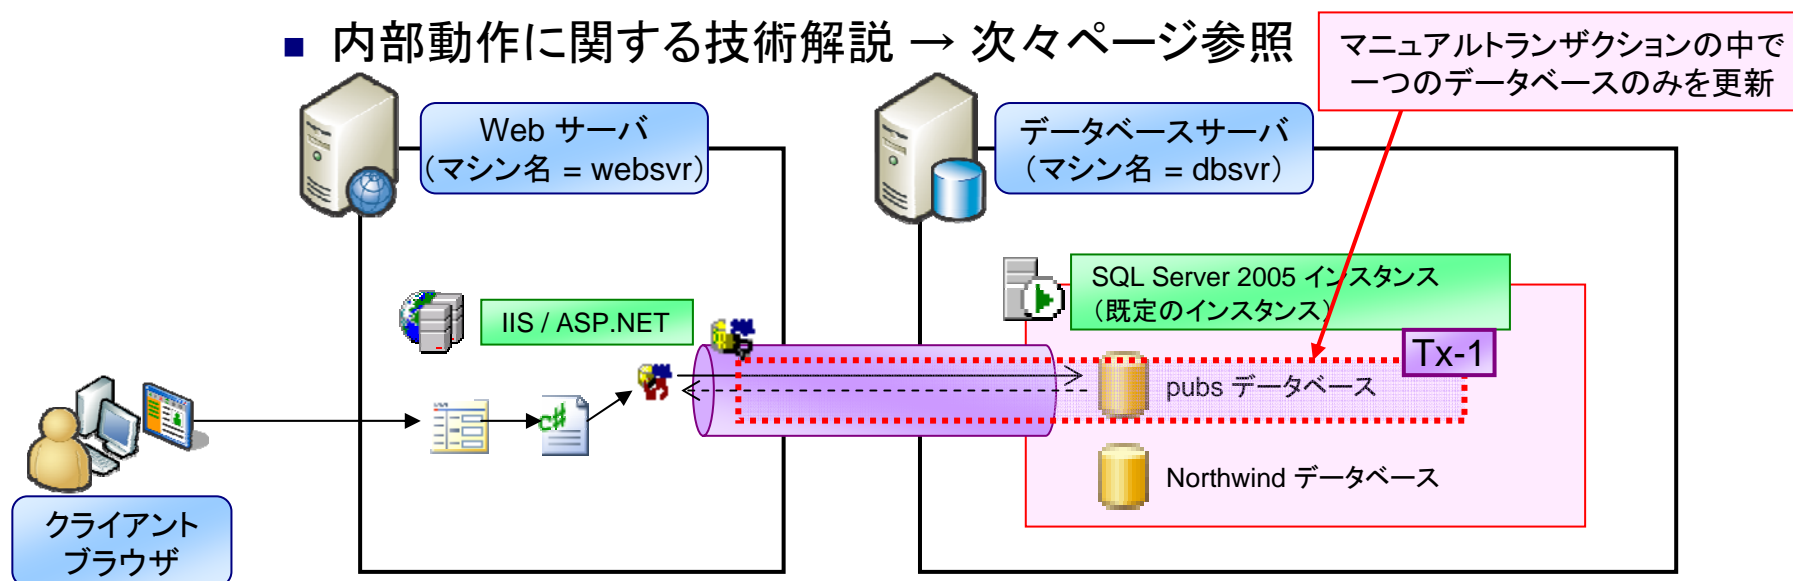 ■ 内部動作に関する技術解説 → 次々ページ参照
マニュアルトランザクションの中で
一つのデータベースのみを更新
Web サーバ
（マシン名 = websvr）
データベースサーバ
（マシン名 = dbsvr）
SQL Server 2005 インスタンス
（既定のインスタンス）
IIS / ASP.NET
Tx-1
pubs データベース
c#
Northwind データベース
クライアント
ブラウザ